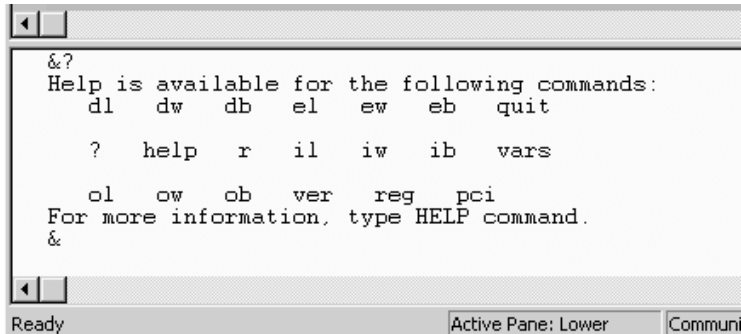 &?
Help is available for the following commands:
dl dw db el ew eb quit
? help r il iw ib vars
ol ow ob ver reg pci
For more information, type HELP command.
&
Ready Active Pane: Lower Communi